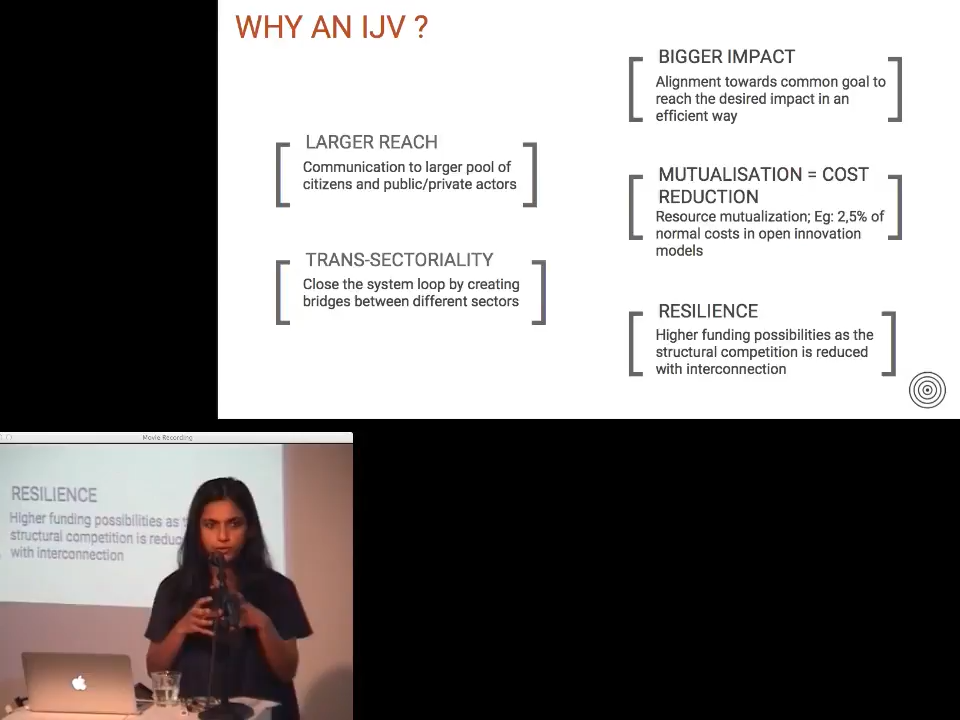 WHY AN IJV ?
LARGER REACH
Communication to larger pool of
citizens and public/private actors
TRANS-SECTORIALITY
Close the system loop by creating
bridges between different sectors
BIGGER IMPACT
Alignment towards common goal to
reach the desired impact in an
efficient way
MUTUALISATION = COST
REDUCTION
Resource mutualization; Eg: 2,5% of
normal costs in open innovation
models
RESILIENCE
Higher funding possibilities as the
structural competition is reduced
with interconnection
Movie Recording
RESILIENCE
Higher funding possibilities as
structural competition is
with interconnection